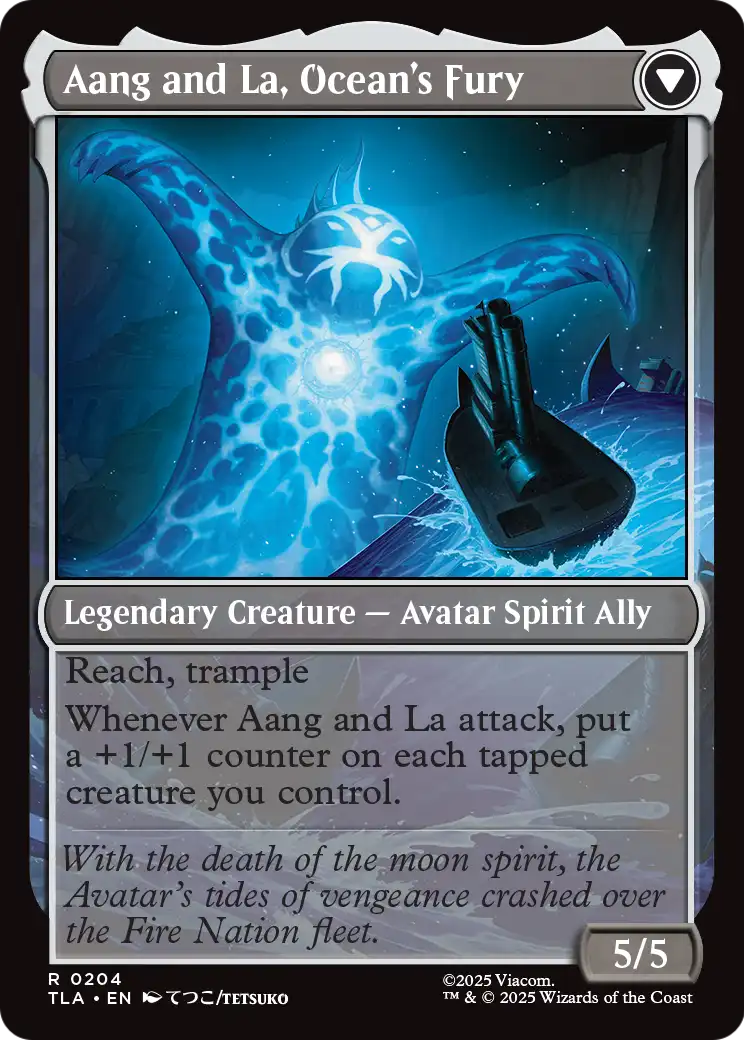 Aang and La, Ocean's Fury
Legendary Creature — Avatar Spirit Ally
Reach, trample
Whenever Aang and La attack, put
a +1/+1 counter on each tapped
creature you control.
With the death of the moon spirit, the
Avatar's tides of vengeance crashed over
the Fire Nation fleet.
5/5
R 0204
TLA • EN てつこ/TETSUKO
©2025 Viacom.
™ & © 2025 Wizards of the Coast